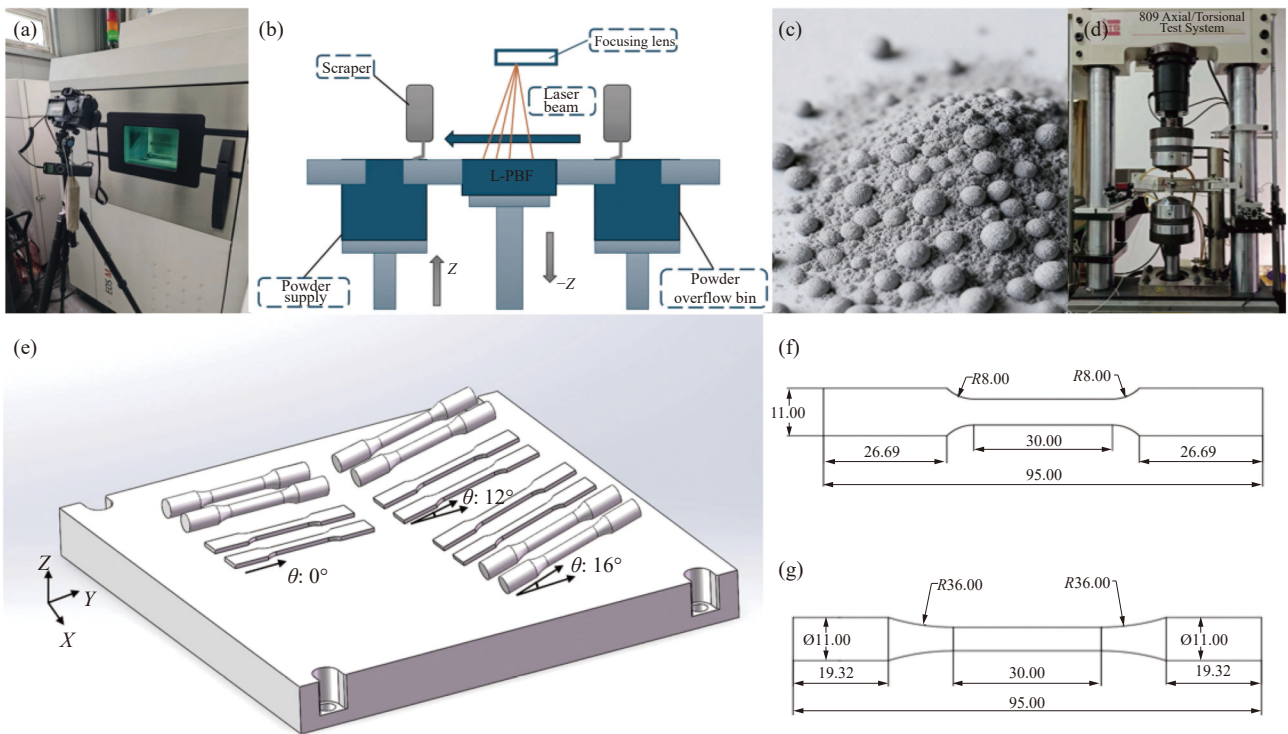 (a)
EOS M
(b)
Focusing lens
Scraper
Laser
beam
L-PBF
Z
−Z
Powder
supply
Powder
overflow bin
(c)
(d)
809 Axial/Torsional
Test System
(e)
θ: 12°
θ: 16°
θ: 0°
Z
Y
X
(f)
R8.00
R8.00
11.00
26.69
30.00
26.69
95.00
(g)
R36.00
R36.00
Ø11.00
Ø11.00
19.32
30.00
19.32
95.00